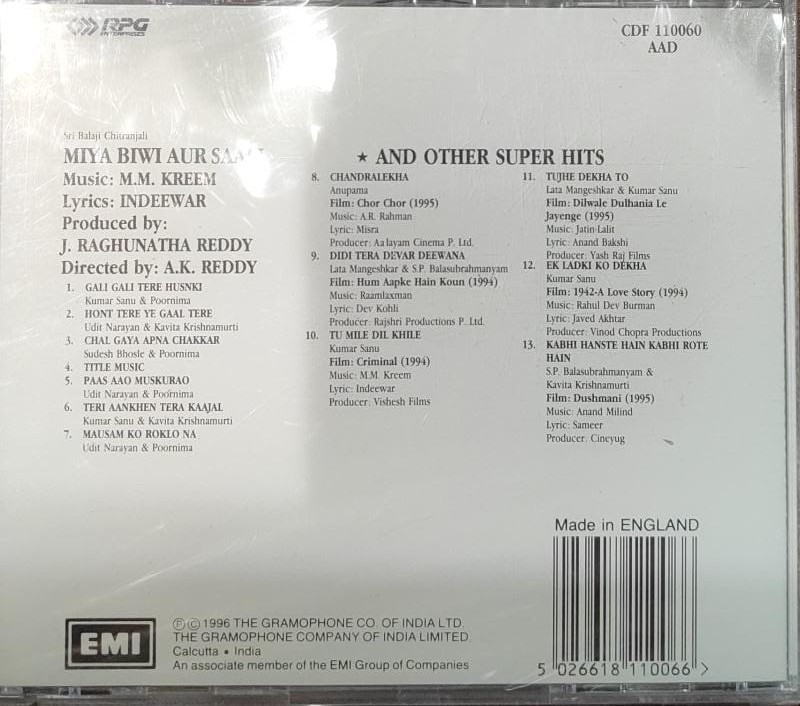 RPG
ENTERPRISES
CDF 110060
AAD
Sri Balaji Chitranjali
MIYA BIWI AUR
Music: M.M. KREEM
Lyrics: INDEEWAR
Produced by:
J. RAGHUNATHA REDDY
Directed by: A.K. REDDY
1. GALI GALI TERE HUSNKI
Kumar Sanu & Poornima
2. HONT TERE YE GAAL TERE
Udit Narayan & Kavita Krishnamurti
3. CHAL GAYA APNA CHAKKAR
Sudesh Bhosle & Poornima
4. TITLE MUSIC
5. PAAS AAO MUSKURAO
Udit Narayan & Poornima
6. TERI AANKHEN TERA KAAJAL
Kumar Sanu & Kavita Krishnamurti
7. MAUSAM KO ROKLO NA
Udit Narayan & Poornima
★ AND OTHER SUPER HITS
8. CHANDRALEKHA
Anupama
Film: Chor Chor (1995)
Music: A.R. Rahman
Lyric: Misra
Producer: Aalayam Cinema P. Ltd.
9. DIDI TERA DEVAR DEEWANA
Lata Mangeshkar & S.P. Balasubrahmanyam
Film: Hum Aapke Hain Koun (1994)
Music: Raamlaxman
Lyric: Dev Kohli
Producer: Rajshri Productions P. Ltd.
10. TU MILE DIL KHILE
Kumar Sanu
Film: Criminal (1994)
Music: M.M. Kreem
Lyric: Indeewar
Producer: Vishesh Films
11. TUJHE DEKHA TO
Lata Mangeshkar & Kumar Sanu
Film: Dilwale Dulhania Le
Jayenge (1995)
Music: Jatin-Lalit
Lyric: Anand Bakshi
Producer: Yash Raj Films
12. EK LADKI KO DEKHA
Kumar Sanu
Film: 1942-A Love Story (1994)
Music: Rahul Dev Burman
Lyric: Javed Akhtar
Producer: Vinod Chopra Productions
13. KABHI HANSTE HAIN KABHI ROTE
HAIN
S.P. Balasubrahmanyam &
Kavita Krishnamurti
Film: Dushmani (1995)
Music: Anand Milind
Lyric: Sameer
Producer: Cineyug
Made in ENGLAND
5 026618 110066 >
EMI
℗© 1996 THE GRAMOPHONE CO. OF INDIA LTD.
THE GRAMOPHONE COMPANY OF INDIA LIMITED.
Calcutta • India
An associate member of the EMI Group of Companies